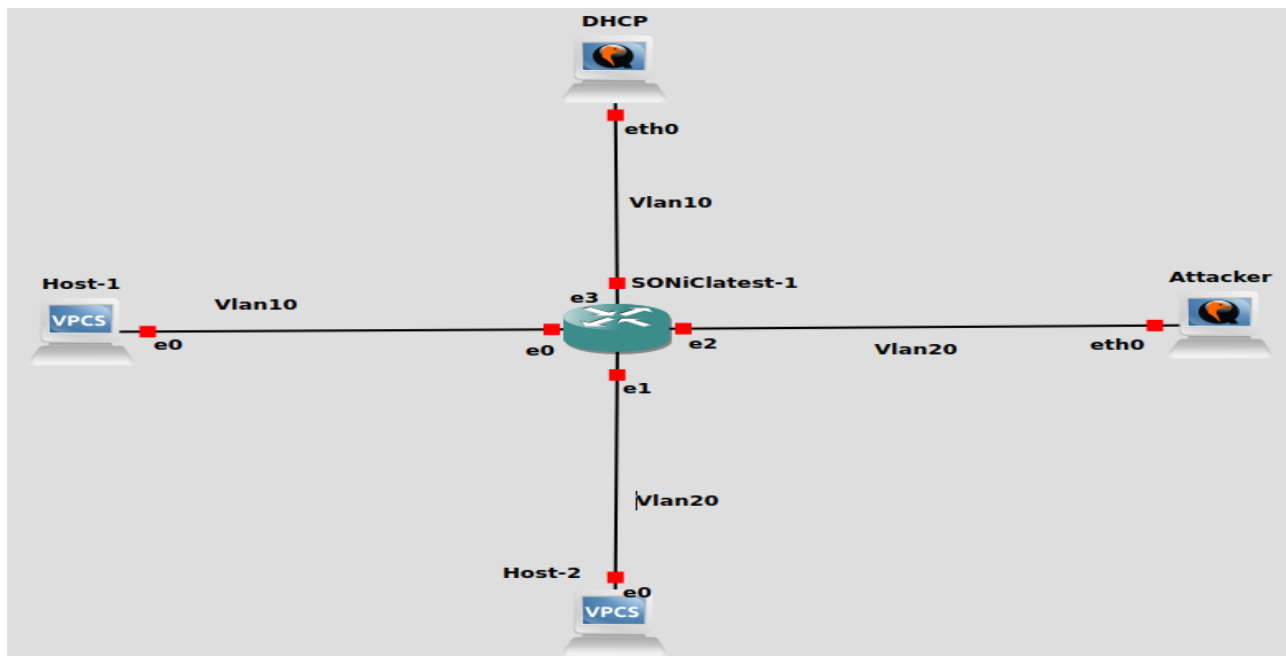 DHCP
eth0
Vlan10
SONiClatest-1
e3
Host-1
Vlan10
VPCS
e0
e0
e2
Vlan20
Attacker
eth0
e1
Vlan20
Host-2
e0
VPCS